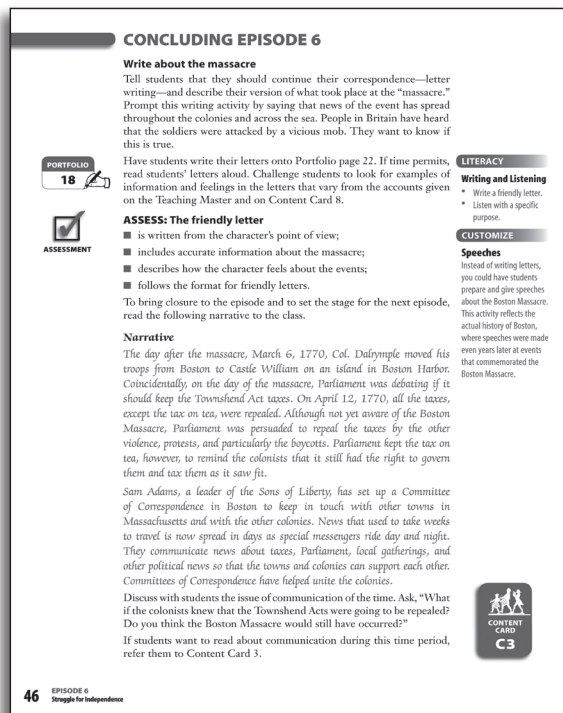 CONCLUDING EPISODE 6
Write about the massacre
Tell students that they should continue their correspondence—letter
writing—and describe their version of what took place at the “massacre.”
Prompt this writing activity by saying that news of the event has spread
throughout the colonies and across the sea. People in Britain have heard
that the soldiers were attacked by a vicious mob. They want to know if
this is true.
PORTFOLIO
18
Have students write their letters onto Portfolio page 22. If time permits,
read students’ letters aloud. Challenge students to look for examples of
information and feelings in the letters that vary from the accounts given
on the Teaching Master and on Content Card 8.
ASSESSMENT
ASSESS: The friendly letter
■ is written from the character’s point of view;
■ includes accurate information about the massacre;
■ describes how the character feels about the events;
■ follows the format for friendly letters.
To bring closure to the episode and to set the stage for the next episode,
read the following narrative to the class.
Narrative
The day after the massacre, March 6, 1770, Col. Dalrymple moved his
troops from Boston to Castle William on an island in Boston Harbor.
Coincidentally, on the day of the massacre, Parliament was debating if it
should keep the Townshend Act taxes. On April 12, 1770, all the taxes,
except the tax on tea, were repealed. Although not yet aware of the Boston
Massacre, Parliament was persuaded to repeal the taxes by the other
violence, protests, and particularly the boycotts. Parliament kept the tax on
tea, however, to remind the colonists that it still had the right to govern
them and tax them as it saw fit.
Sam Adams, a leader of the Sons of Liberty, has set up a Committee
of Correspondence in Boston to keep in touch with other towns in
Massachusetts and with the other colonies. News that used to take weeks
to travel is now spread in days as special messengers ride day and night.
They communicate news about taxes, Parliament, local gatherings, and
other political news so that the towns and colonies can support each other.
Committees of Correspondence have helped unite the colonies.
Discuss with students the issue of communication of the time. Ask, “What
if the colonists knew that the Townshend Acts were going to be repealed?
Do you think the Boston Massacre would still have occurred?”
If students want to read about communication during this time period,
refer them to Content Card 3.
LITERACY
Writing and Listening
* Write a friendly letter.
* Listen with a specific
purpose.
CUSTOMIZE
Speeches
Instead of writing letters,
you could have students
prepare and give speeches
about the Boston Massacre.
This activity reflects the
actual history of Boston,
where speeches were made
even years later at events
that commemorated the
Boston Massacre.
CONTENT
CARD
C3
46
EPISODE 6
Struggle for Independence